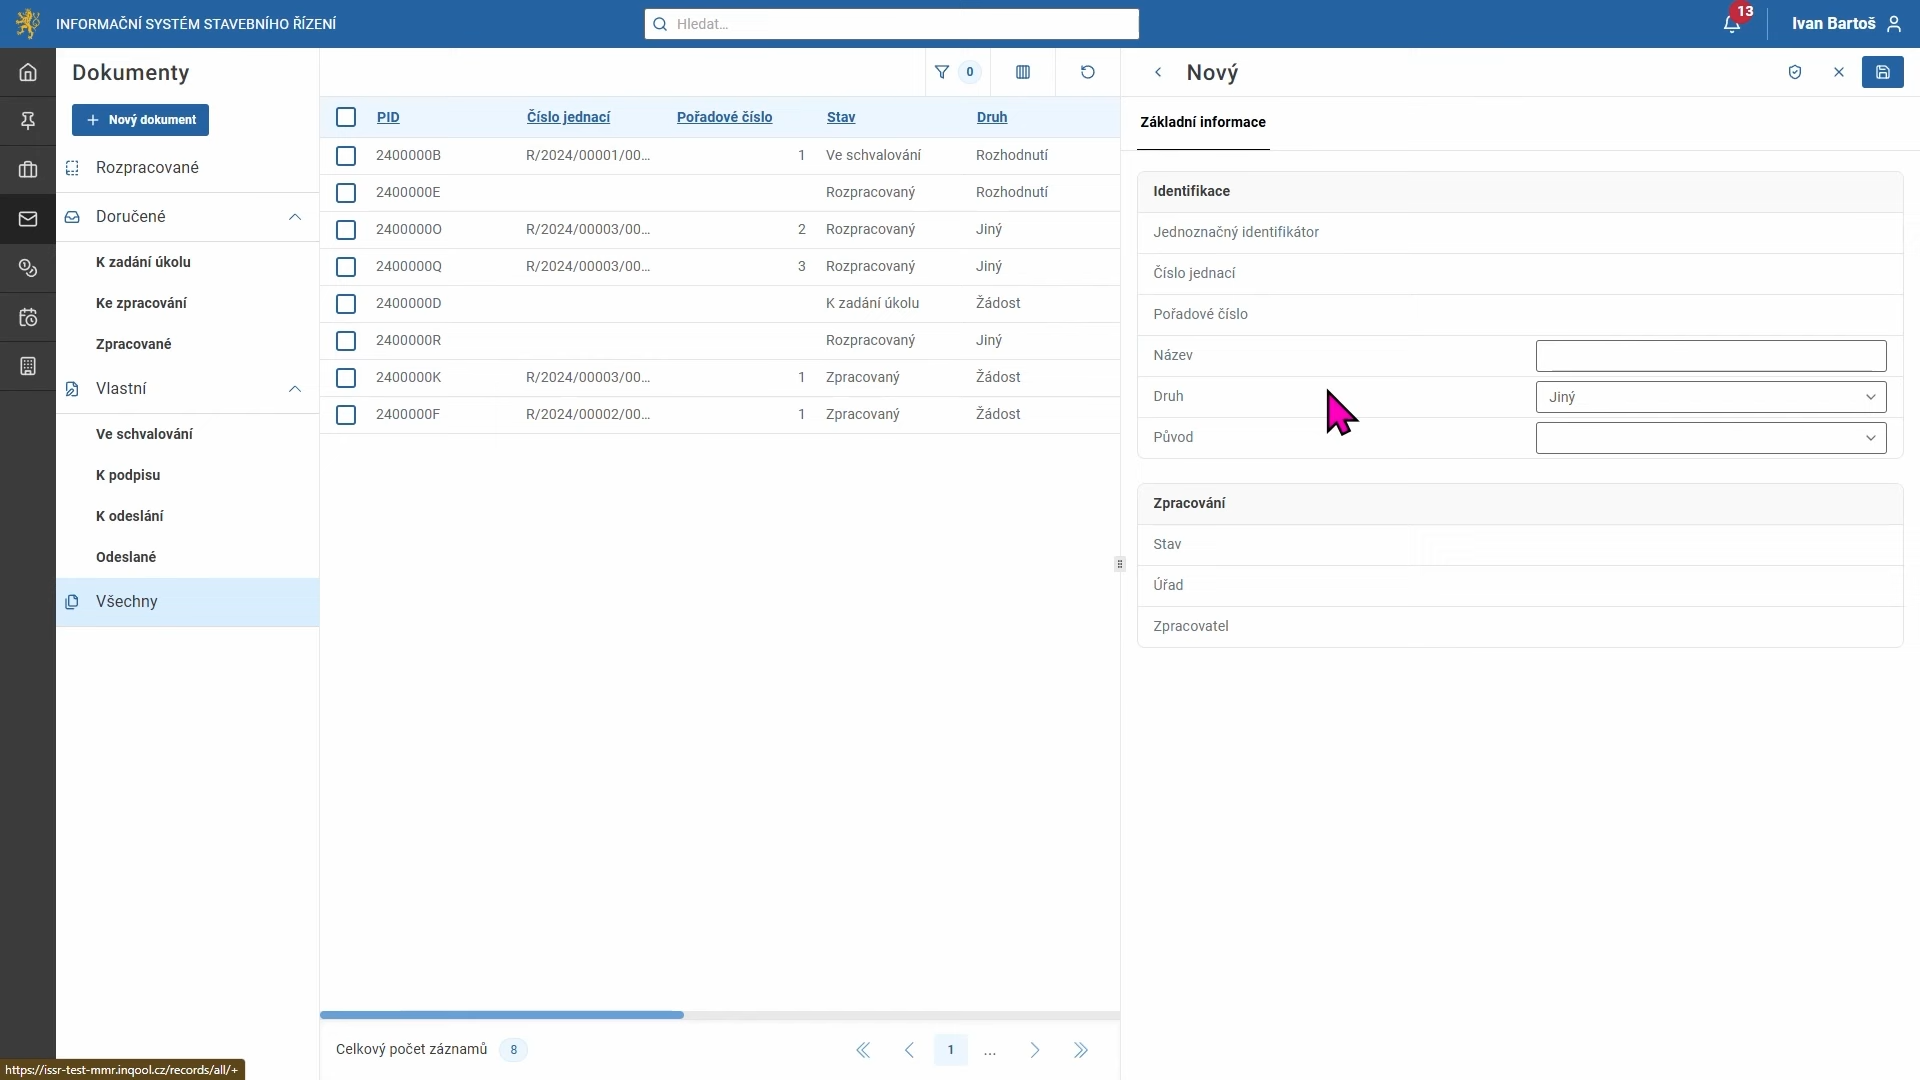 INFORMAČNÍ SYSTÉM STAVEBNÍHO ŘÍZENÍ
Hledat...
13
Ivan Bartoš
Dokumenty
Nový dokument
Rozpracované
Doručené
K zadání úkolu
Ke zpracování
Zpracované
Vlastní
Ve schvalování
K podpisu
K odeslání
Odeslané
Všechny
0
PID Číslo jednací Pořadové číslo Stav Druh
2400000B R/2024/00001/00... 1 Ve schvalování Rozhodnutí
2400000E Rozpracovaný Rozhodnutí
2400000O R/2024/00003/00... 2 Rozpracovaný Jiný
2400000Q R/2024/00003/00... 3 Rozpracovaný Jiný
2400000D K zadání úkolu Žádost
2400000R Rozpracovaný Jiný
2400000K R/2024/00003/00... 1 Zpracovaný Žádost
2400000F R/2024/00002/00... 1 Zpracovaný Žádost
Celkový počet záznamů 8
1 ...
Nový
Základní informace
Identifikace
Jednoznačný identifikátor
Číslo jednací
Pořadové číslo
Název
Druh Jiný
Původ
Zpracování
Stav
Úřad
Zpracovatel
https://issr-test-mmr.inqool.cz/records/all/+